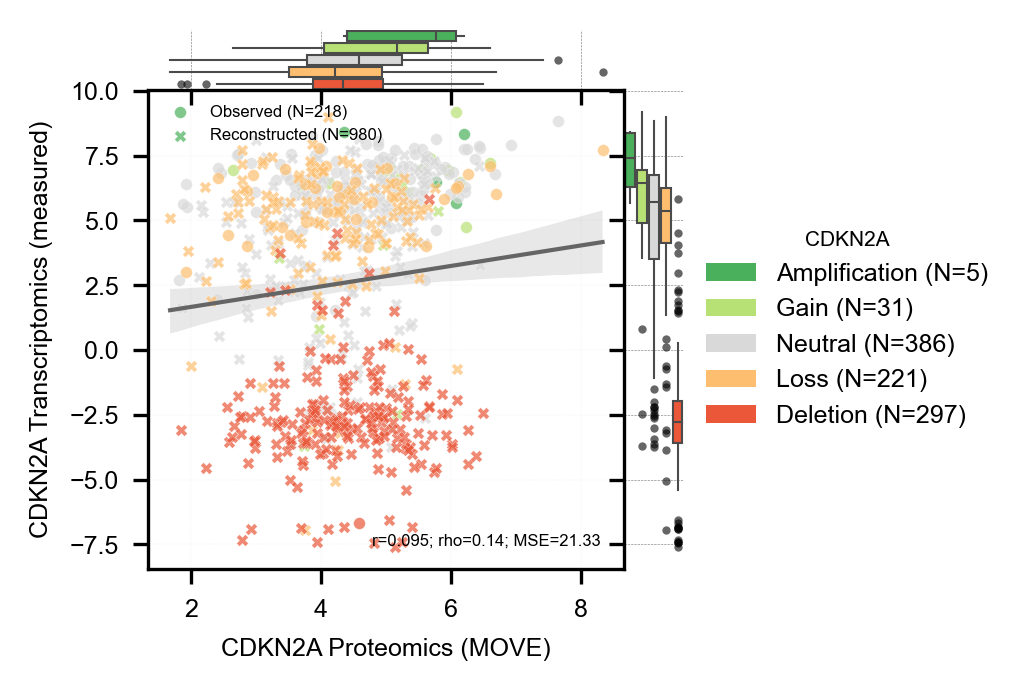 10.0
7.5
5.0
2.5
0.0
−2.5
−5.0
−7.5
CDKN2A Transcriptomics (measured)
Observed (N=218)
Reconstructed (N=980)
r=0.095; rho=0.14; MSE=21.33
2
4
6
8
CDKN2A Proteomics (MOVE)
CDKN2A
Amplification (N=5)
Gain (N=31)
Neutral (N=386)
Loss (N=221)
Deletion (N=297)